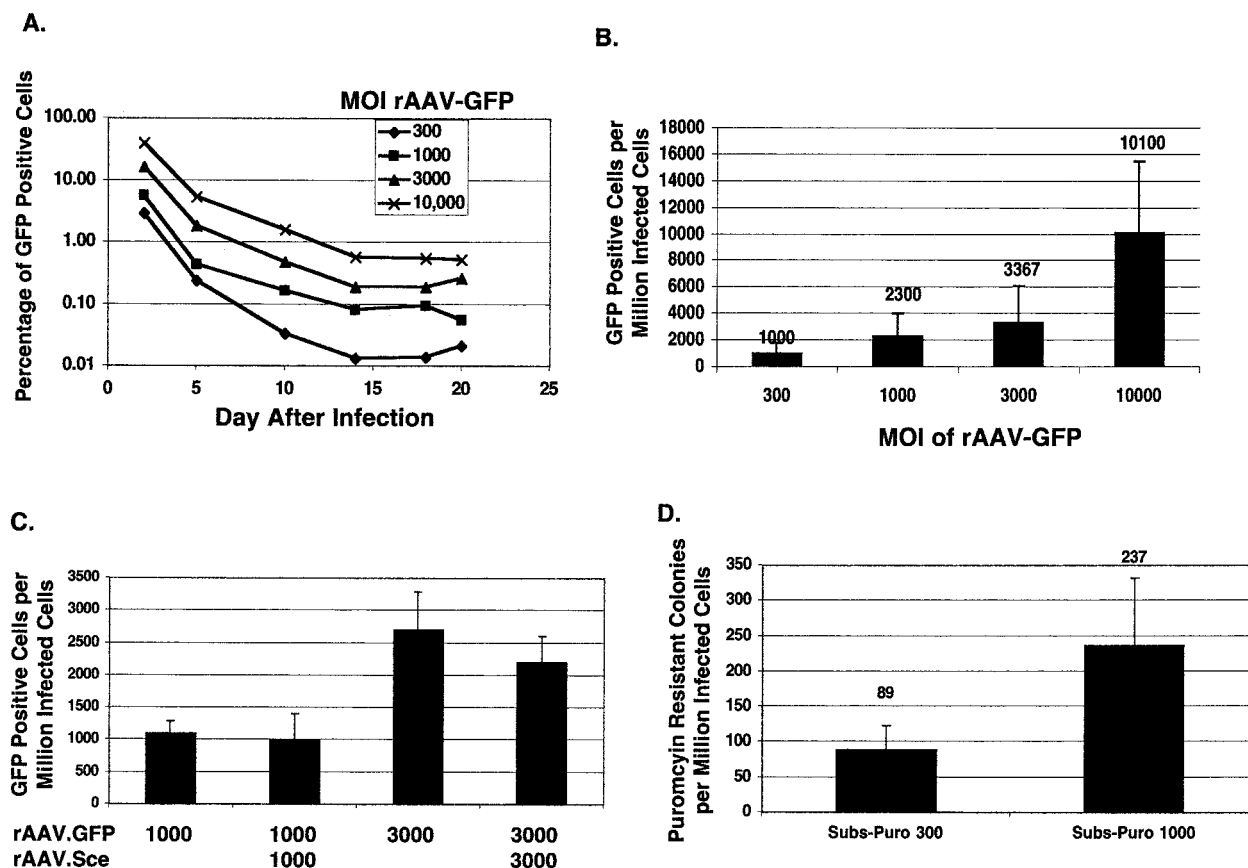 A.
MOI rAAV-GFP
Percentage of GFP Positive Cells
100.00
10.00
1.00
0.10
0.01
300
1000
3000
10,000
0 5 10 15 20 25
Day After Infection
B.
GFP Positive Cells per
Million Infected Cells
18000
16000
14000
12000
10000
8000
6000
4000
2000
0
1000
2300
3367
10100
300 1000 3000 10000
MOI of rAAV-GFP
C.
GFP Positive Cells per
Million Infected Cells
3500
3000
2500
2000
1500
1000
500
0
rAAV.GFP 1000 1000 3000 3000
rAAV.Sce 1000 3000
D.
Puromcyin Resistant Colonies
per Million Infected Cells
350
300
250
200
150
100
50
0
89
237
Subs-Puro 300 Subs-Puro 1000